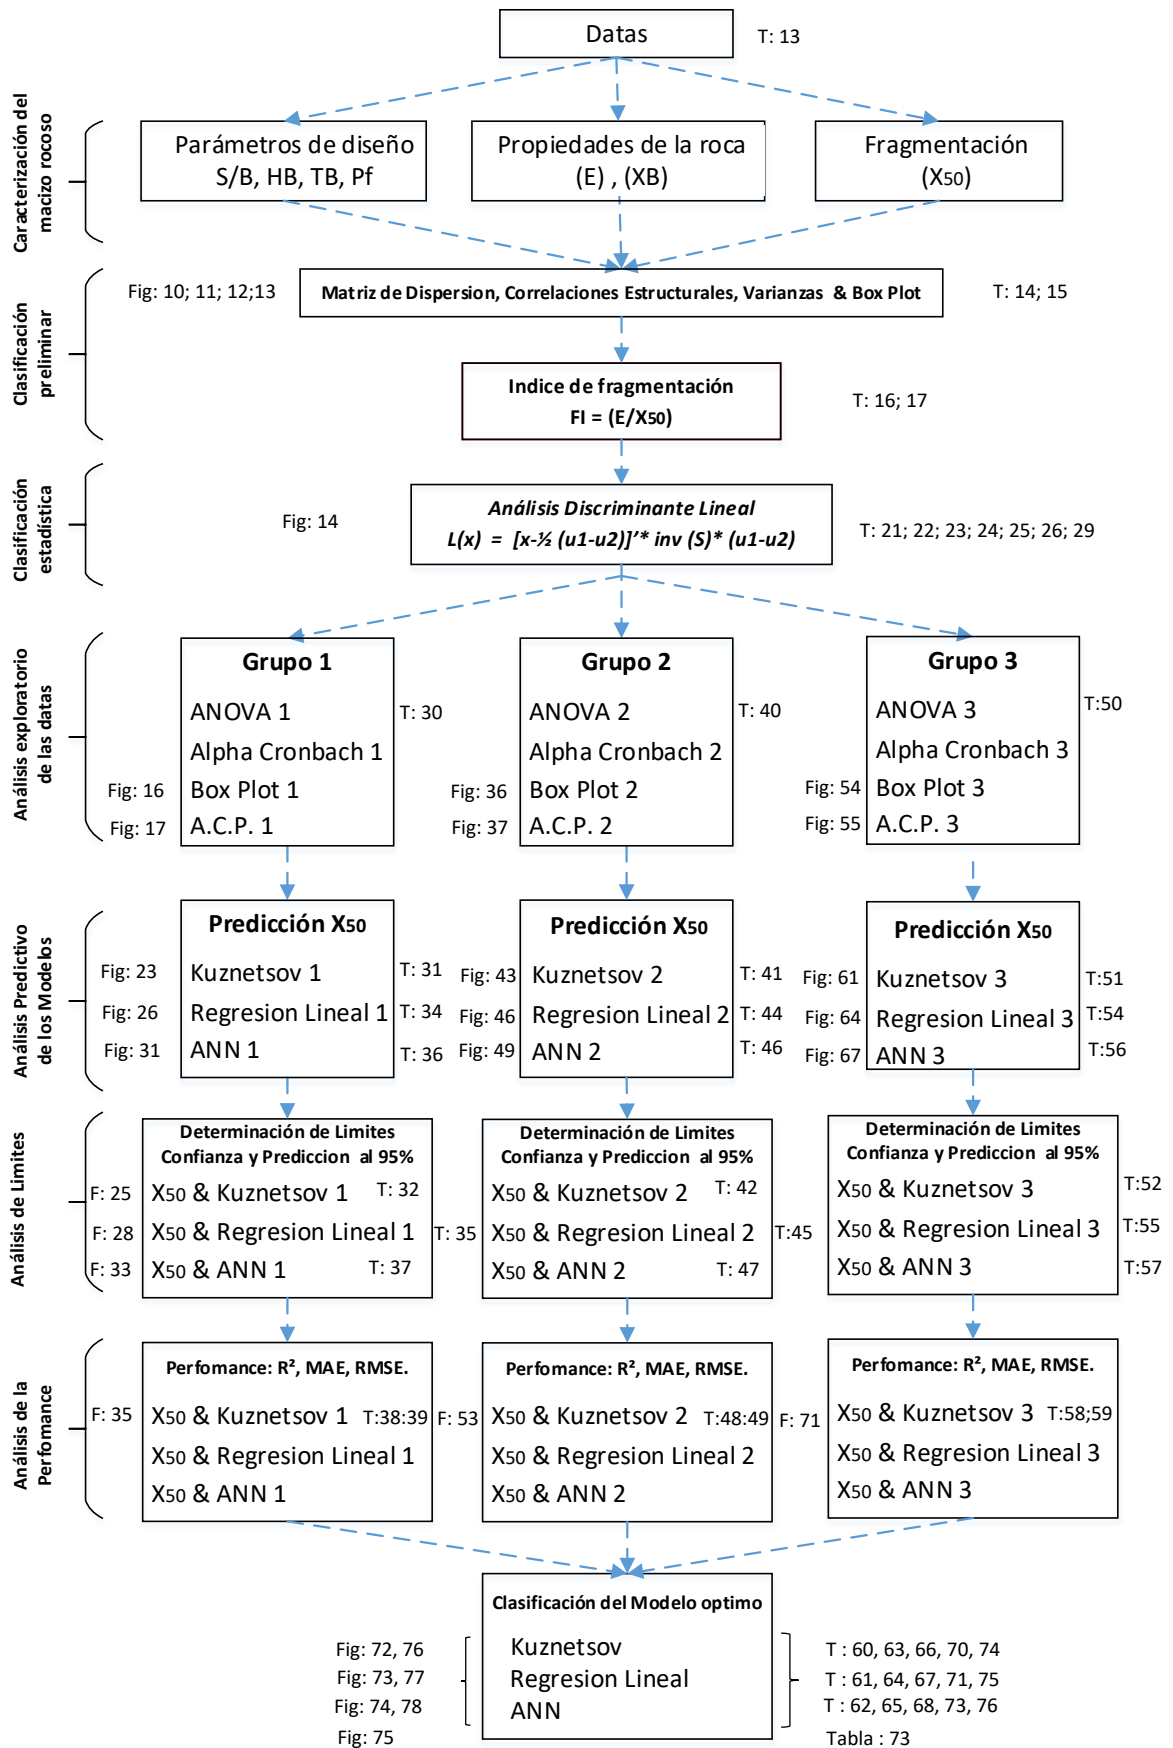 Datas
T: 13
Caracterización del
macizo rocoso
Parámetros de diseño
S/B, HB, TB, Pf
Propiedades de la roca
(E) , (XB)
Fragmentación
(X50)
Clasificación
preliminar
Fig: 10; 11; 12;13
Matriz de Dispersion, Correlaciones Estructurales, Varianzas & Box Plot
T: 14; 15
Indice de fragmentación
FI = (E/X50)
T: 16; 17
Clasificación
estadística
Fig: 14
Análisis Discriminante Lineal
L(x) = [x-½ (u1-u2)]’* inv (S)* (u1-u2)
T: 21; 22; 23; 24; 25; 26; 29
Análisis exploratorio
de las datas
Grupo 1
ANOVA 1
T: 30
Alpha Cronbach 1
Fig: 16
Box Plot 1
Fig: 17
A.C.P. 1
Grupo 2
ANOVA 2
T: 40
Alpha Cronbach 2
Fig: 36
Box Plot 2
Fig: 37
A.C.P. 2
Grupo 3
ANOVA 3
T:50
Alpha Cronbach 3
Fig: 54
Box Plot 3
Fig: 55
A.C.P. 3
Análisis Predictivo
de los Modelos
Predicción X50
Fig: 23
Kuznetsov 1
T: 31
Fig: 26
Regresion Lineal 1
T: 34
Fig: 31
ANN 1
T: 36
Predicción X50
Fig: 43
Kuznetsov 2
T: 41
Fig: 46
Regresion Lineal 2
T: 44
Fig: 49
ANN 2
T: 46
Predicción X50
Fig: 61
Kuznetsov 3
T:51
Fig: 64
Regresion Lineal 3
T:54
Fig: 67
ANN 3
T:56
Análisis de Limites
Determinación de Limites
Confianza y Prediccion al 95%
F: 25
X50 & Kuznetsov 1
T: 32
F: 28
X50 & Regresion Lineal 1
T: 35
F: 33
X50 & ANN 1
T: 37
Determinación de Limites
Confianza y Prediccion al 95%
X50 & Kuznetsov 2
T: 42
X50 & Regresion Lineal 2
T:45
X50 & ANN 2
T: 47
Determinación de Limites
Confianza y Prediccion al 95%
X50 & Kuznetsov 3
T:52
X50 & Regresion Lineal 3
T:55
X50 & ANN 3
T:57
Análisis de la
Perfomance
Perfomance: R², MAE, RMSE.
F: 35
X50 & Kuznetsov 1
T:38:39
X50 & Regresion Lineal 1
X50 & ANN 1
Perfomance: R², MAE, RMSE.
F: 53
X50 & Kuznetsov 2
T:48:49
X50 & Regresion Lineal 2
X50 & ANN 2
Perfomance: R², MAE, RMSE.
F: 71
X50 & Kuznetsov 3
T:58;59
X50 & Regresion Lineal 3
X50 & ANN 3
Clasificación del Modelo optimo
Fig: 72, 76
Kuznetsov
T : 60, 63, 66, 70, 74
Fig: 73, 77
Regresion Lineal
T : 61, 64, 67, 71, 75
Fig: 74, 78
ANN
T : 62, 65, 68, 73, 76
Fig: 75
Tabla : 73